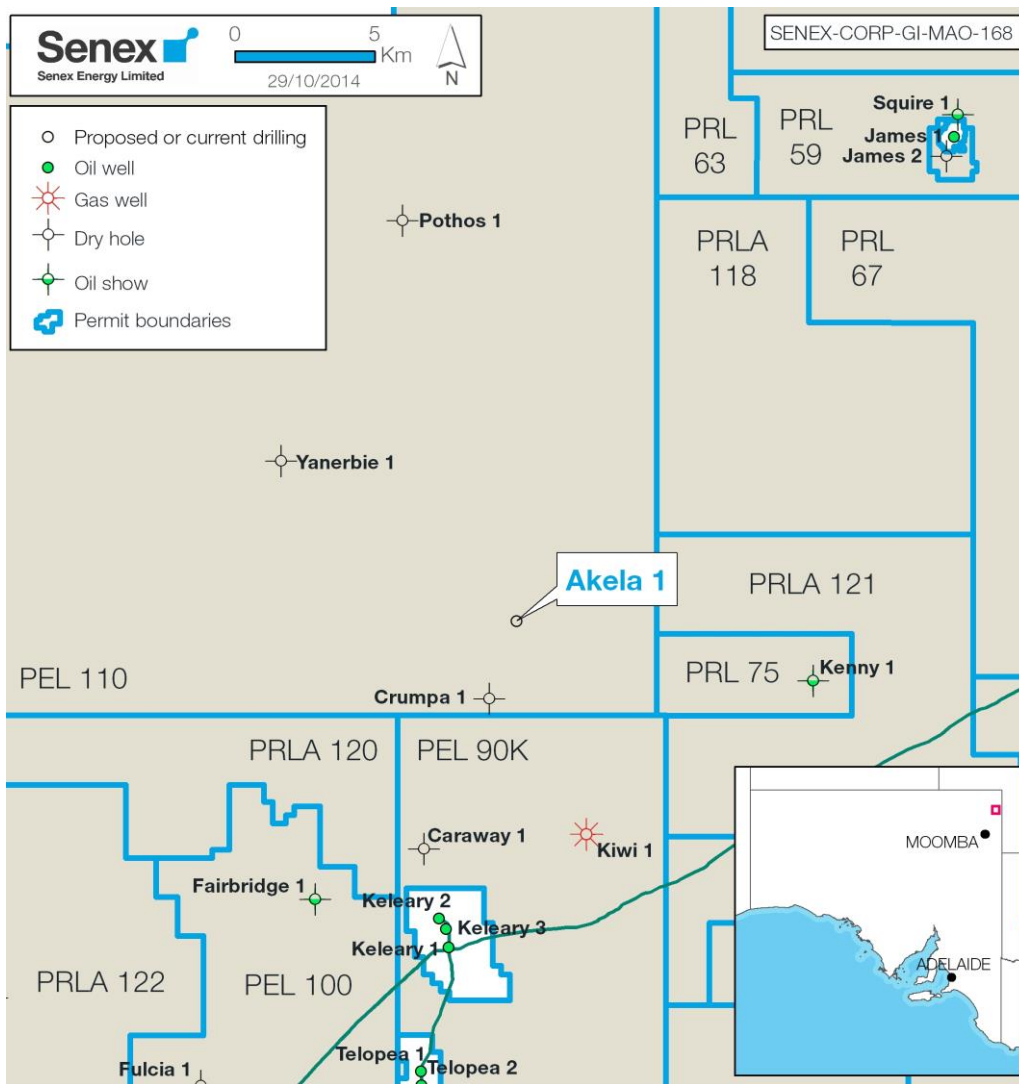 Senex
Senex Energy Limited
0 5
Km
29/10/2014
N
SENEX-CORP-GI-MAO-168
Proposed or current drilling
Oil well
Gas well
Dry hole
Oil show
Permit boundaries
Squire 1
James 1
James 2
PRL
63
PRL
59
Pothos 1
PRLA
118
PRL
67
Yanerbie 1
Akela 1
PRLA 121
PEL 110
PRL 75
Kenny 1
Crumpa 1
PRLA 120
PEL 90K
Caraway 1
Kiwi 1
MOOMBA
Fairbridge 1
Keleary 2
Keleary 3
Keleary 1
ADELAIDE
PRLA 122
PEL 100
Telopea 1
Telopea 2
Fulcia 1